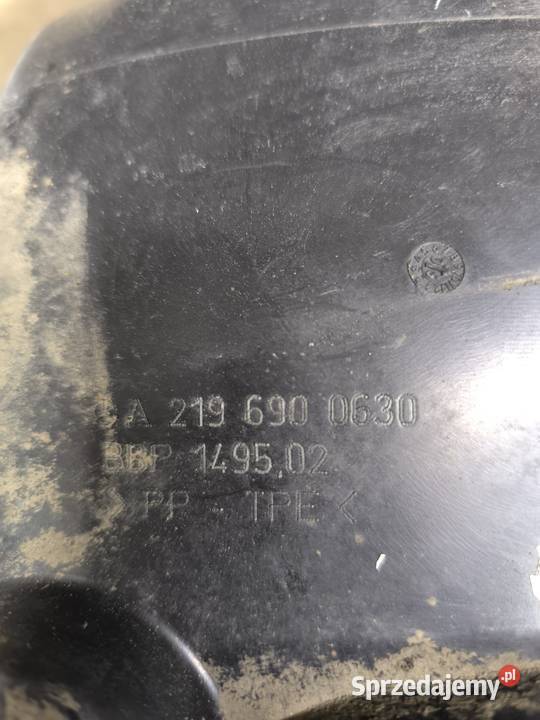 A 219 690 0630
BBP 1495.02
> PP - TPE <
Sprzedajemy.pl